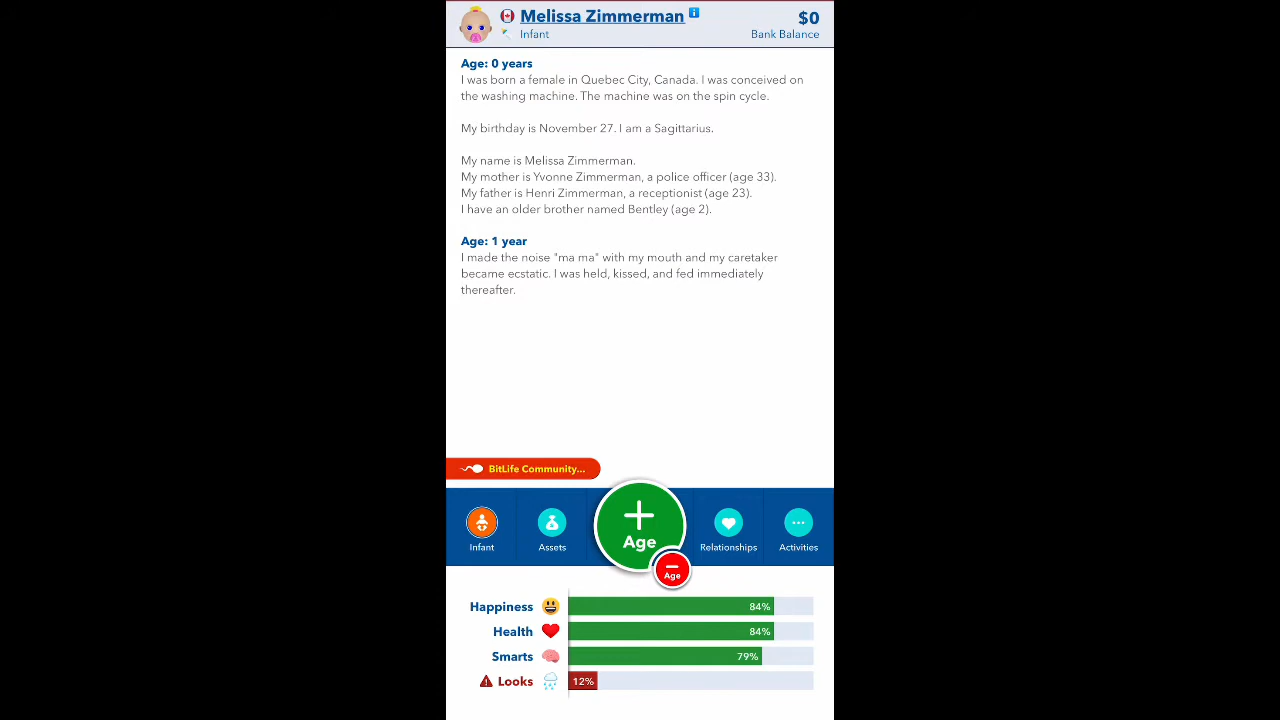 Melissa Zimmerman
$0
Infant
Bank Balance
Age: 0 years
I was born a female in Quebec City, Canada. I was conceived on
the washing machine. The machine was on the spin cycle.
My birthday is November 27. I am a Sagittarius.
My name is Melissa Zimmerman.
My mother is Yvonne Zimmerman, a police officer (age 33).
My father is Henri Zimmerman, a receptionist (age 23).
I have an older brother named Bentley (age 2).
Age: 1 year
I made the noise "ma ma" with my mouth and my caretaker
became ecstatic. I was held, kissed, and fed immediately
thereafter.
BitLife Community...
Infant
Assets
Age
Age
Relationships
Activities
Happiness 84%
Health 84%
Smarts 79%
Looks 12%